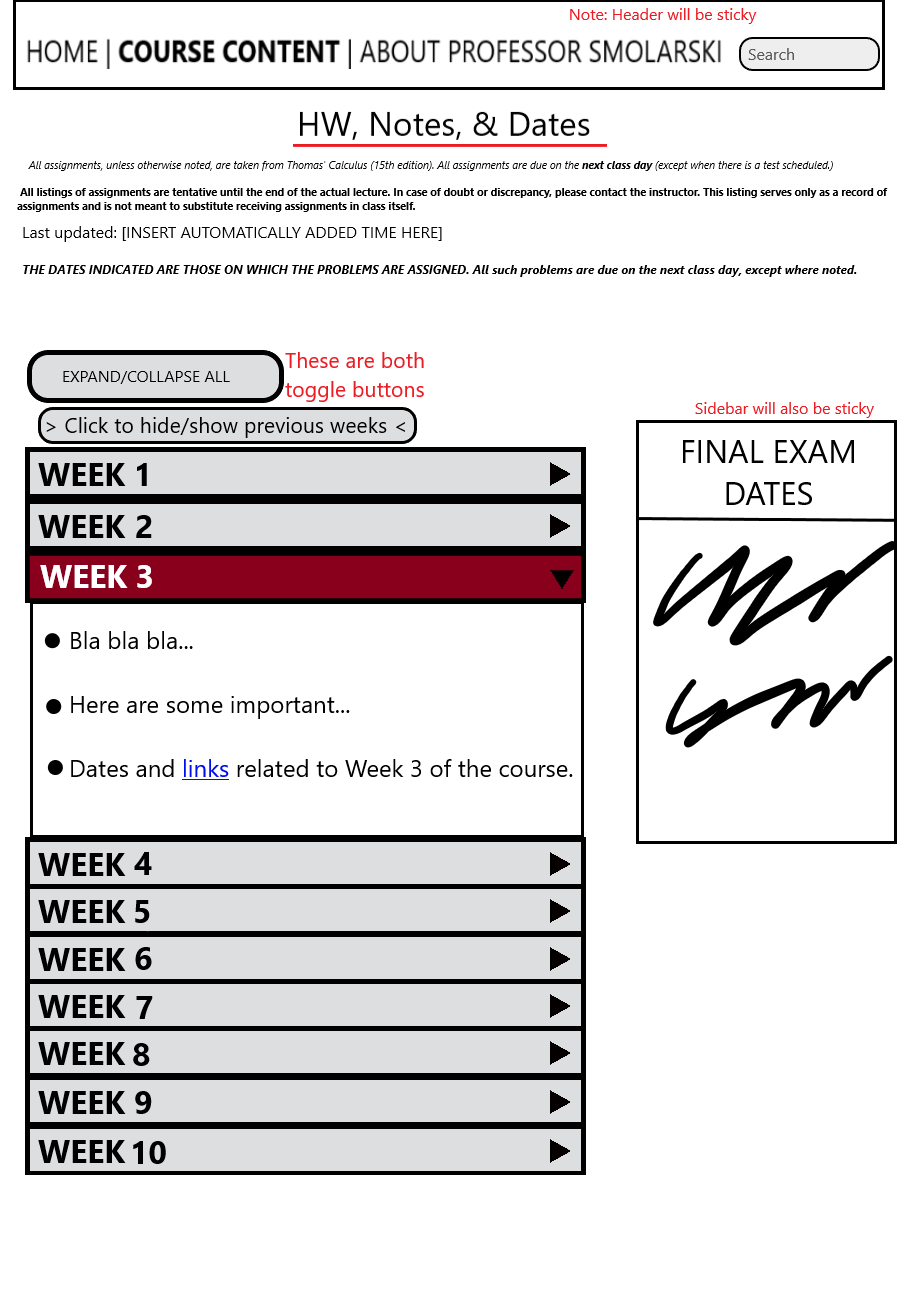 Note: Header will be sticky
HOME | COURSE CONTENT | ABOUT PROFESSOR SMOLARSKI
Search
HW, Notes, & Dates
All assignments, unless otherwise noted, are taken from Thomas' Calculus (15th edition). All assignments are due on the next class day (except when there is a test scheduled.)
All listings of assignments are tentative until the end of the actual lecture. In case of doubt or discrepancy, please contact the instructor. This listing serves only as a record of
assignments and is not meant to substitute receiving assignments in class itself.
Last updated: [INSERT AUTOMATICALLY ADDED TIME HERE]
THE DATES INDICATED ARE THOSE ON WHICH THE PROBLEMS ARE ASSIGNED. All such problems are due on the next class day, except where noted.
EXPAND/COLLAPSE ALL
These are both
toggle buttons
> Click to hide/show previous weeks <
WEEK 1
WEEK 2
WEEK 3
● Bla bla bla...
● Here are some important...
● Dates and links related to Week 3 of the course.
WEEK 4
WEEK 5
WEEK 6
WEEK 7
WEEK 8
WEEK 9
WEEK 10
Sidebar will also be sticky
FINAL EXAM
DATES